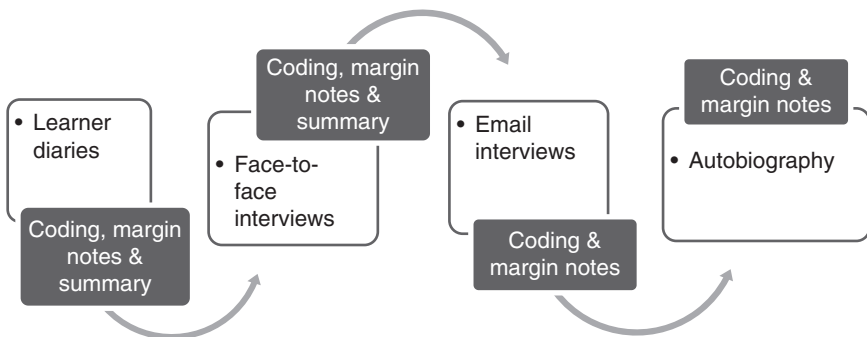 • Learner
diaries
Coding, margin
notes &
summary
Coding, margin
notes &
summary
• Face-to-
face
interviews
• Email
interviews
Coding &
margin notes
Coding &
margin notes
• Autobiography